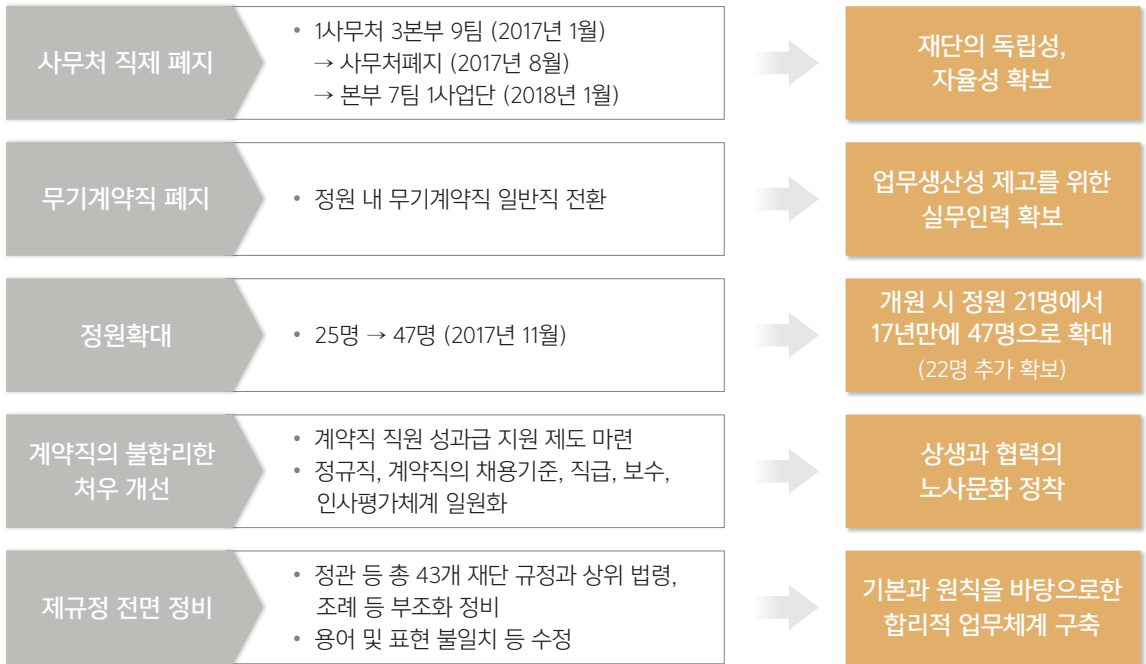 사무처 직제 폐지
• 1사무처 3본부 9팀 (2017년 1월)
→ 사무처폐지 (2017년 8월)
→ 본부 7팀 1사업단 (2018년 1월)
재단의 독립성,
자율성 확보
무기계약직 폐지
• 정원 내 무기계약직 일반직 전환
업무생산성 제고를 위한
실무인력 확보
정원확대
• 25명 → 47명 (2017년 11월)
개원 시 정원 21명에서
17년만에 47명으로 확대
(22명 추가 확보)
계약직의 불합리한
처우 개선
• 계약직 직원 성과급 지원 제도 마련
• 정규직, 계약직의 채용기준, 직급, 보수,
인사평가체계 일원화
상생과 협력의
노사문화 정착
제규정 전면 정비
• 정관 등 총 43개 재단 규정과 상위 법령,
조례 등 부조화 정비
• 용어 및 표현 불일치 등 수정
기본과 원칙을 바탕으로한
합리적 업무체계 구축